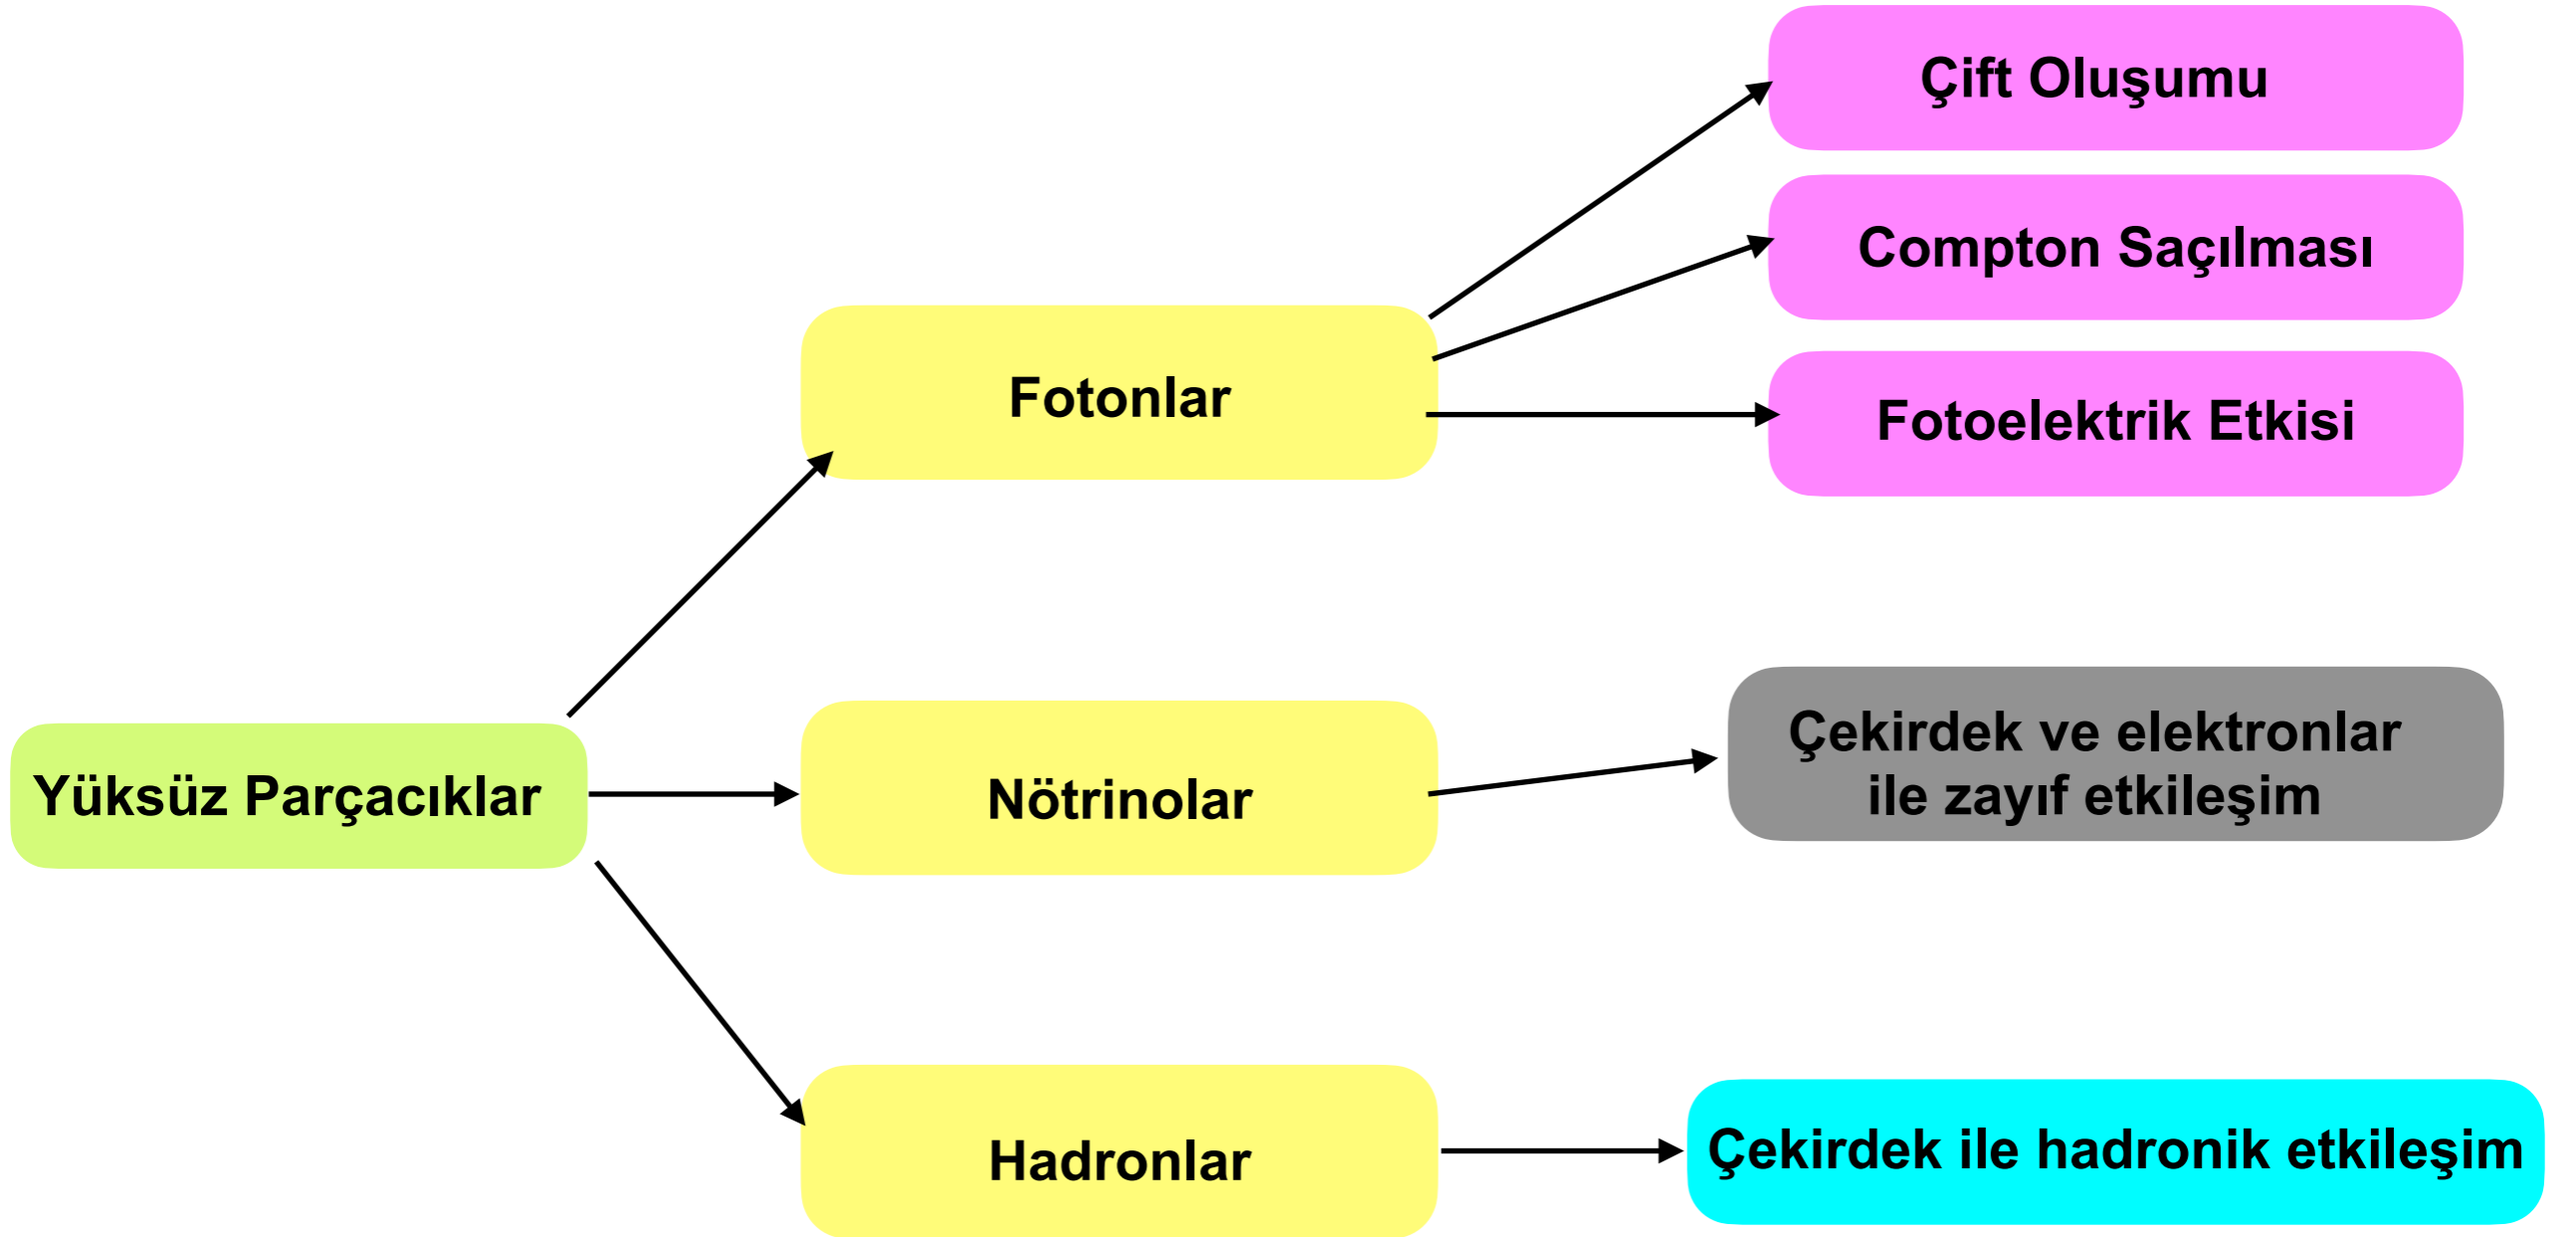 Çift Oluşumu
Compton Saçılması
Fotonlar
Fotoelektrik Etkisi
Yüksüz Parçacıklar
Nötrinolar
Çekirdek ve elektronlar
ile zayıf etkileşim
Hadronlar
Çekirdek ile hadronik etkileşim